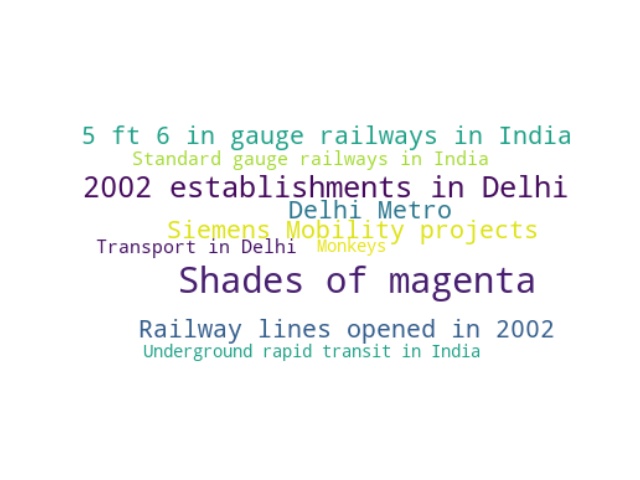 5 ft 6 in gauge railways in India
Standard gauge railways in India
2002 establishments in Delhi
Delhi Metro
Siemens Mobility projects
Transport in Delhi
Monkeys
Shades of magenta
Railway lines opened in 2002
Underground rapid transit in India